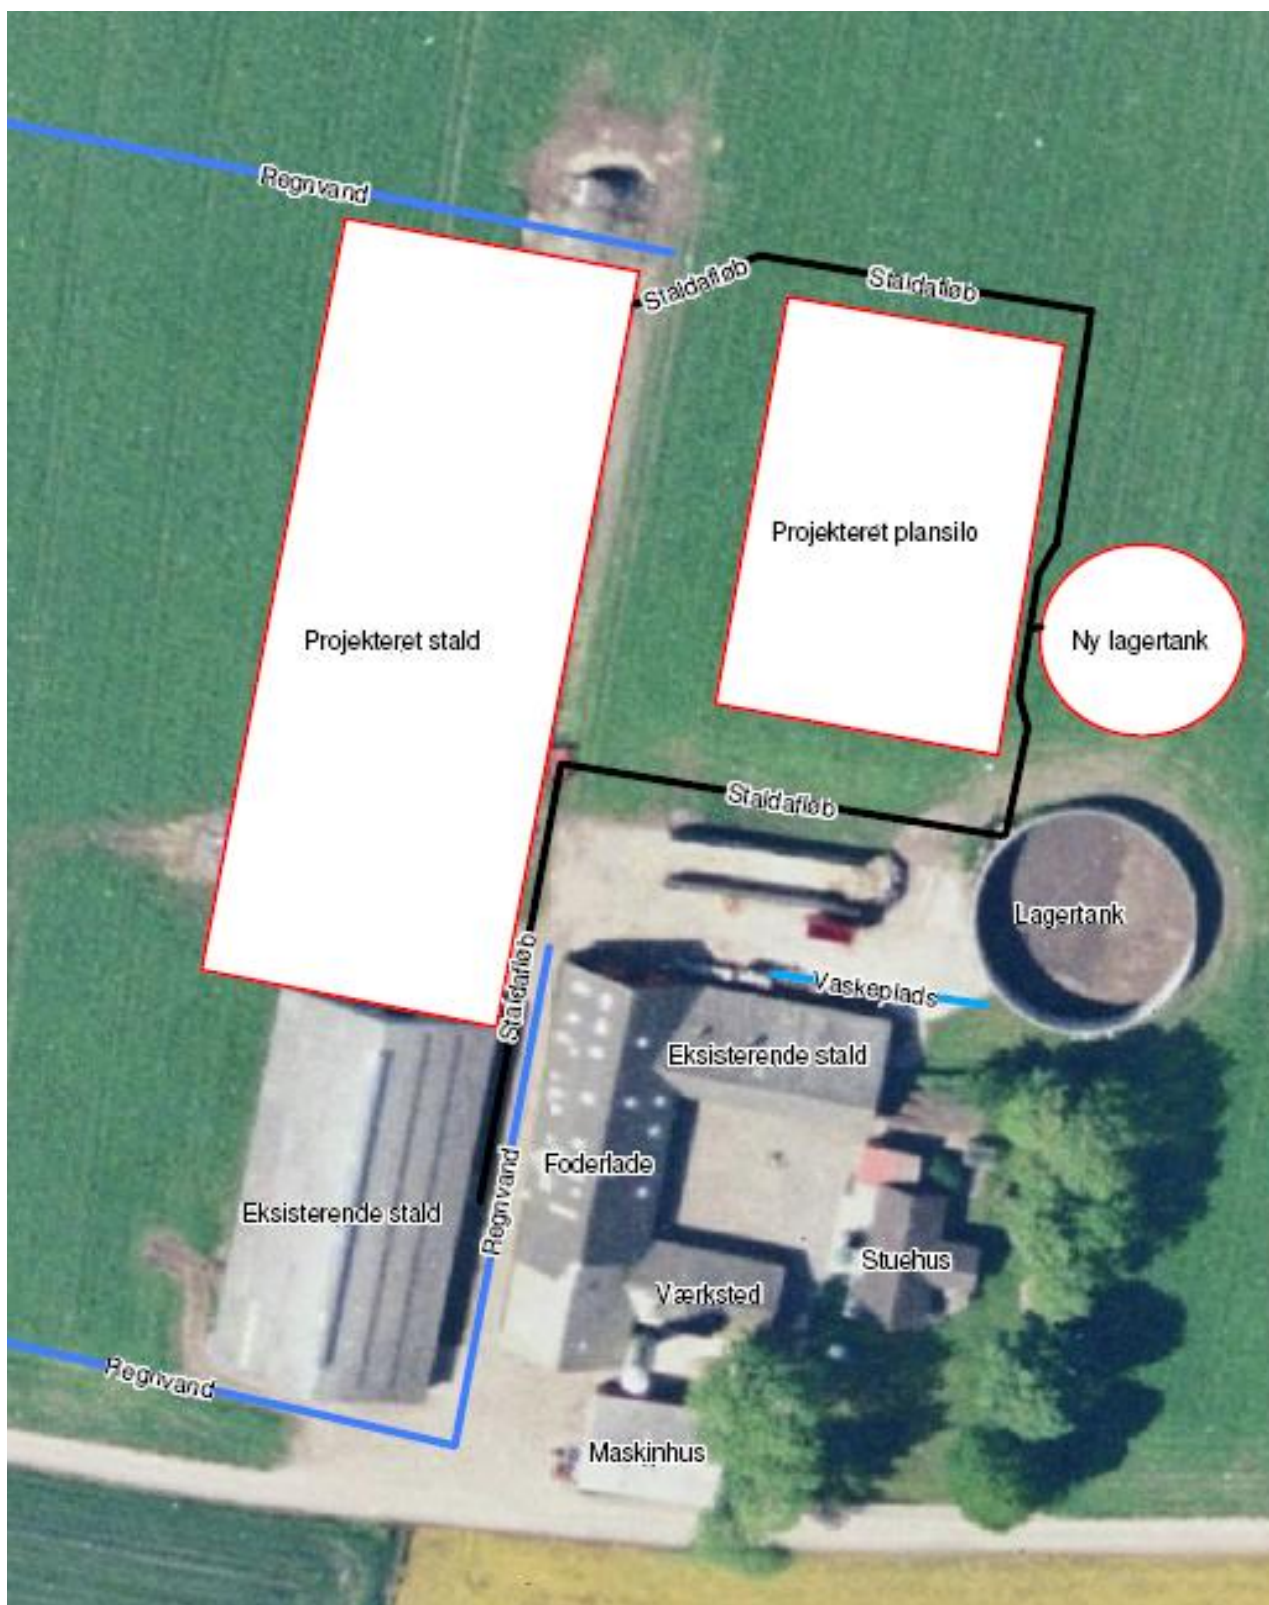 Regnvand
Staldafløb
Staldafløb
Projekteret plansilo
Projekteret stald
Ny lagertank
Staldafløb
Lagertank
Staldafløb
Vaskeplads
Eksisterende stald
Foderlade
Regnvand
Eksisterende stald
Stuehus
Værksted
Regnvand
Maskinhus